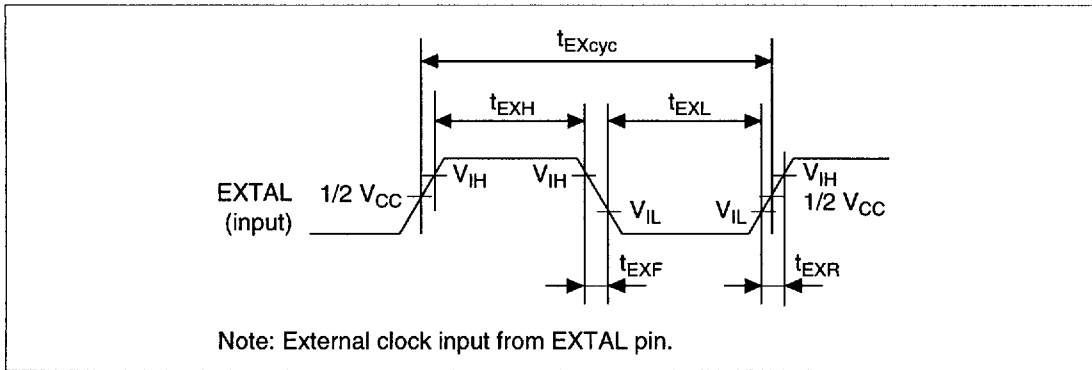 tEXcyc
tEXH tEXL
EXTAL 1/2 VCC VIH VIH VIH
(input) VIL VIL 1/2 VCC
tEXF tEXR
Note: External clock input from EXTAL pin.